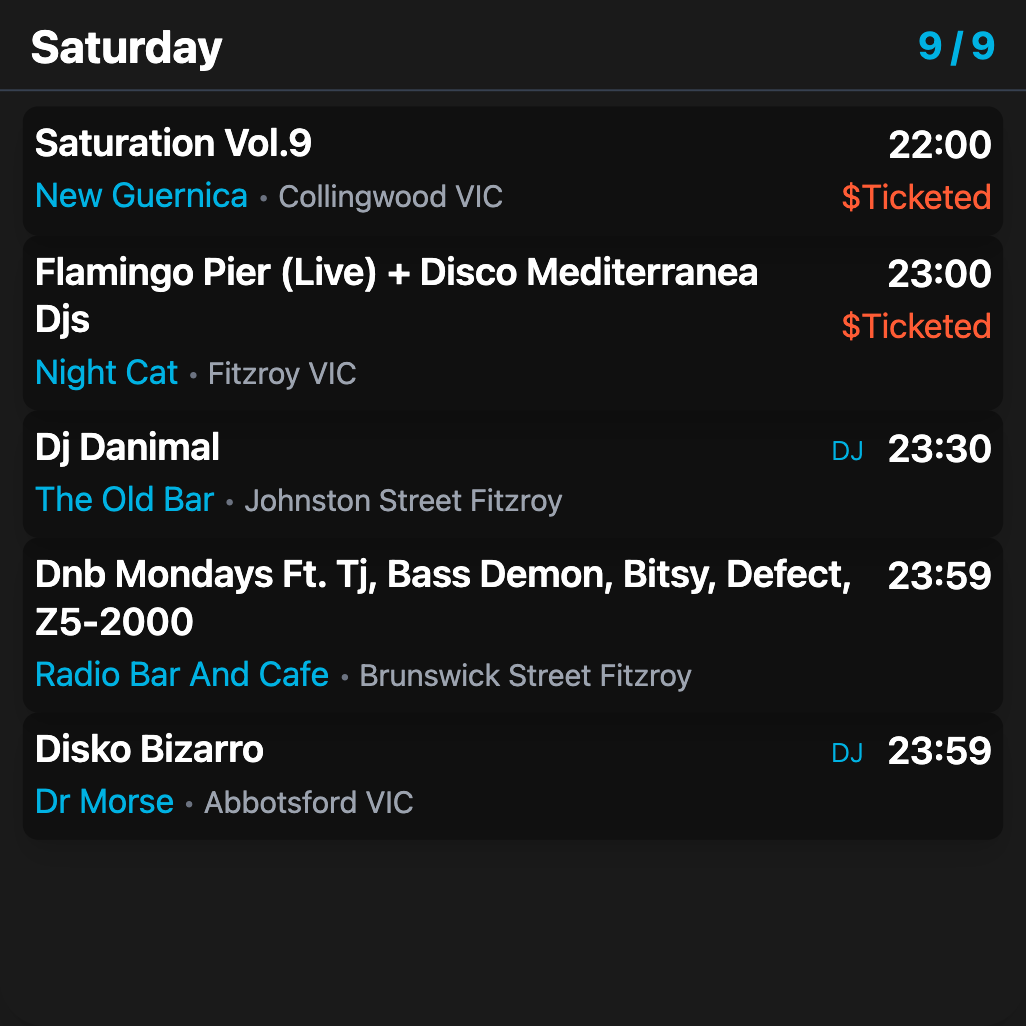 Saturday 9 / 9
Saturation Vol.9 22:00
New Guernica • Collingwood VIC $Ticketed
Flamingo Pier (Live) + Disco Mediterranea 23:00
Djs $Ticketed
Night Cat • Fitzroy VIC
Dj Danimal DJ 23:30
The Old Bar • Johnston Street Fitzroy
Dnb Mondays Ft. Tj, Bass Demon, Bitsy, Defect, 23:59
Z5-2000
Radio Bar And Cafe • Brunswick Street Fitzroy
Disko Bizarro DJ 23:59
Dr Morse • Abbotsford VIC